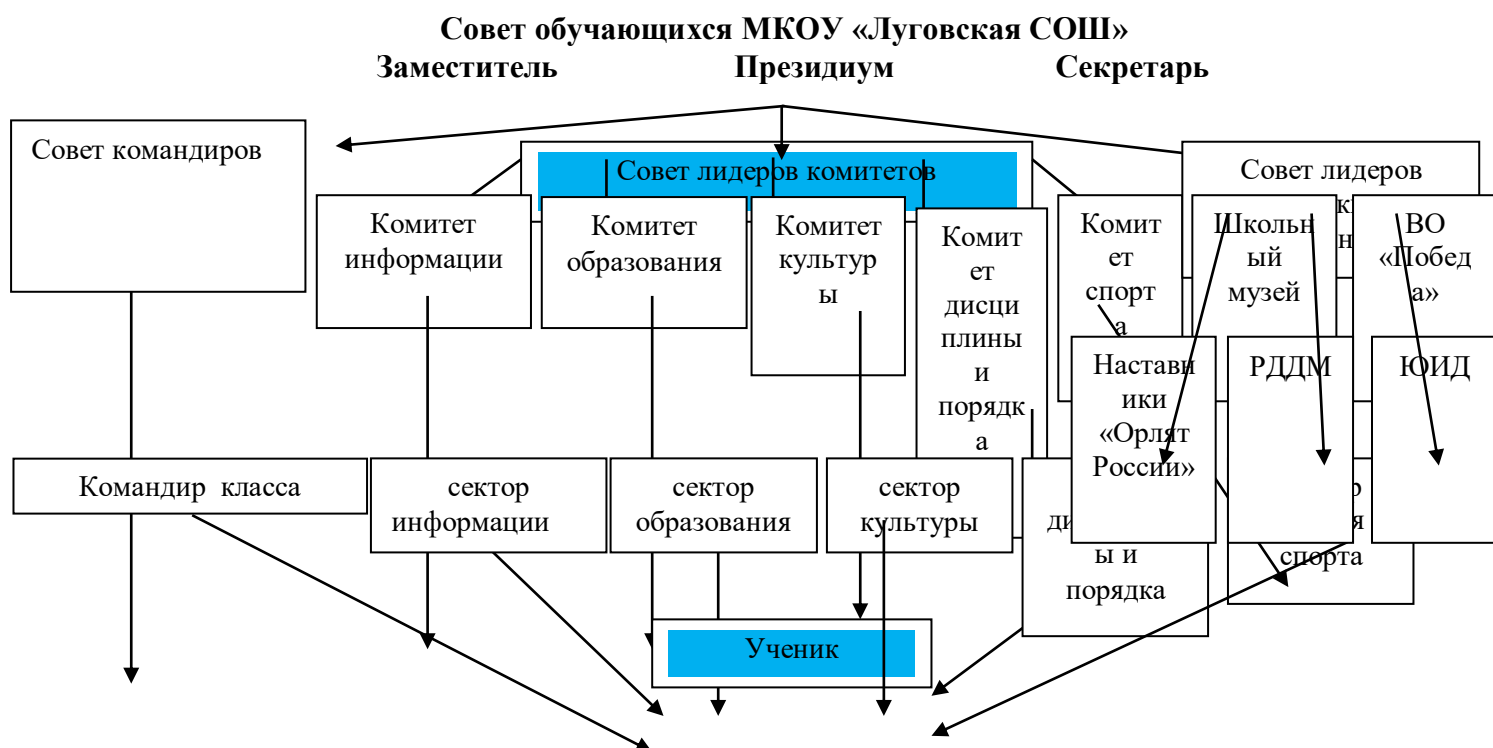 Совет обучающихся МКОУ «Луговская СОШ»
Заместитель Президиум Секретарь
Совет командиров
Совет лидеров комитетов
Совет лидеров
Комитет
информации
Комитет
образования
Комитет
культур
ы
Комит
ет
дисци
плины
и
порядк
а
Комит
ет
спорт
а
Школьн
ый
музей
ВО
«Побед
а»
Наставн
ики
«Орлят
России»
РДДМ
ЮИД
Командир класса
сектор
информации
сектор
образования
сектор
культуры
ы и
порядка
спорта
Ученик